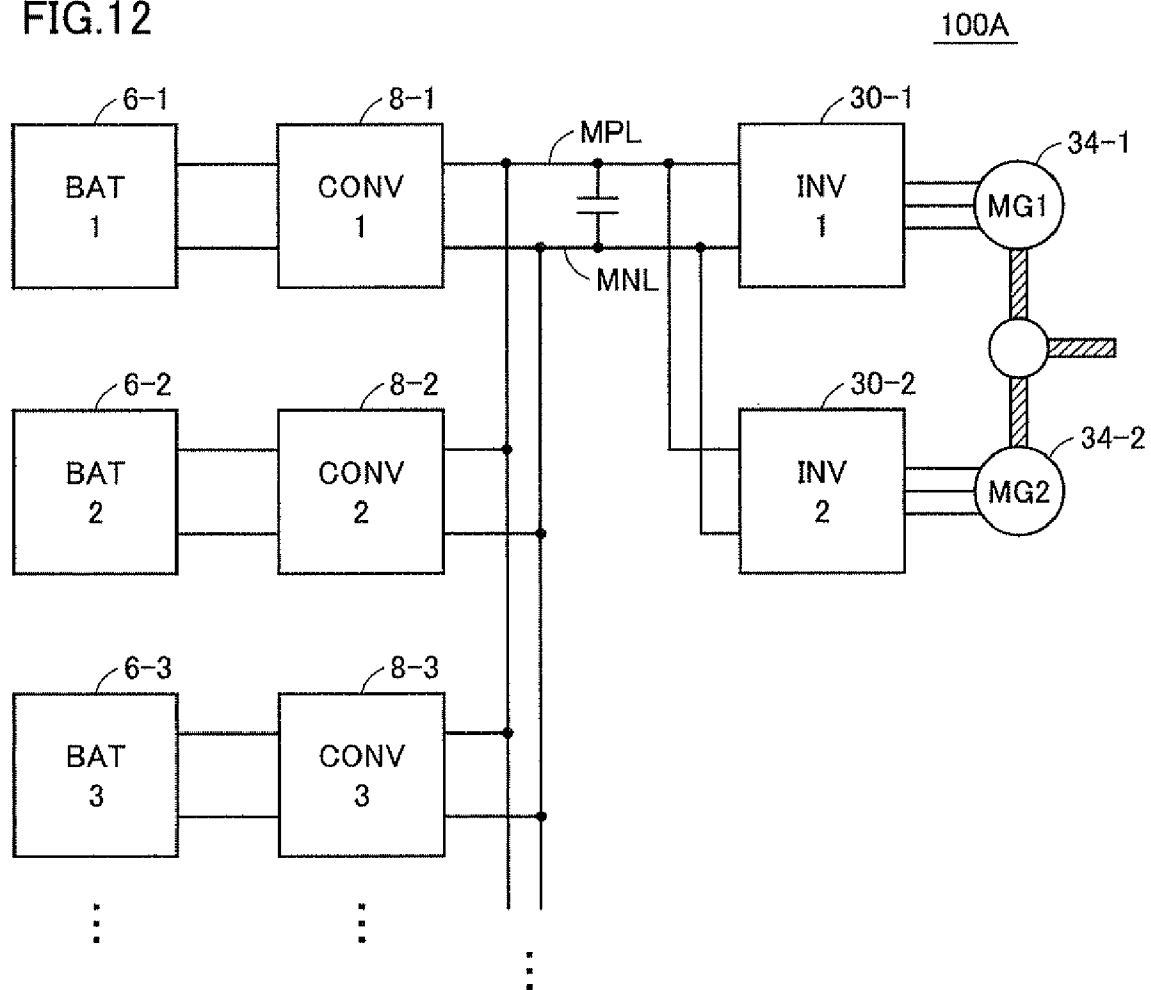 FIG.12
100A
6-1
8-1
30-1
34-1
MPL
BAT
1
CONV
1
INV
1
MG1
MNL
6-2
8-2
30-2
34-2
BAT
2
CONV
2
INV
2
MG2
6-3
8-3
BAT
3
CONV
3